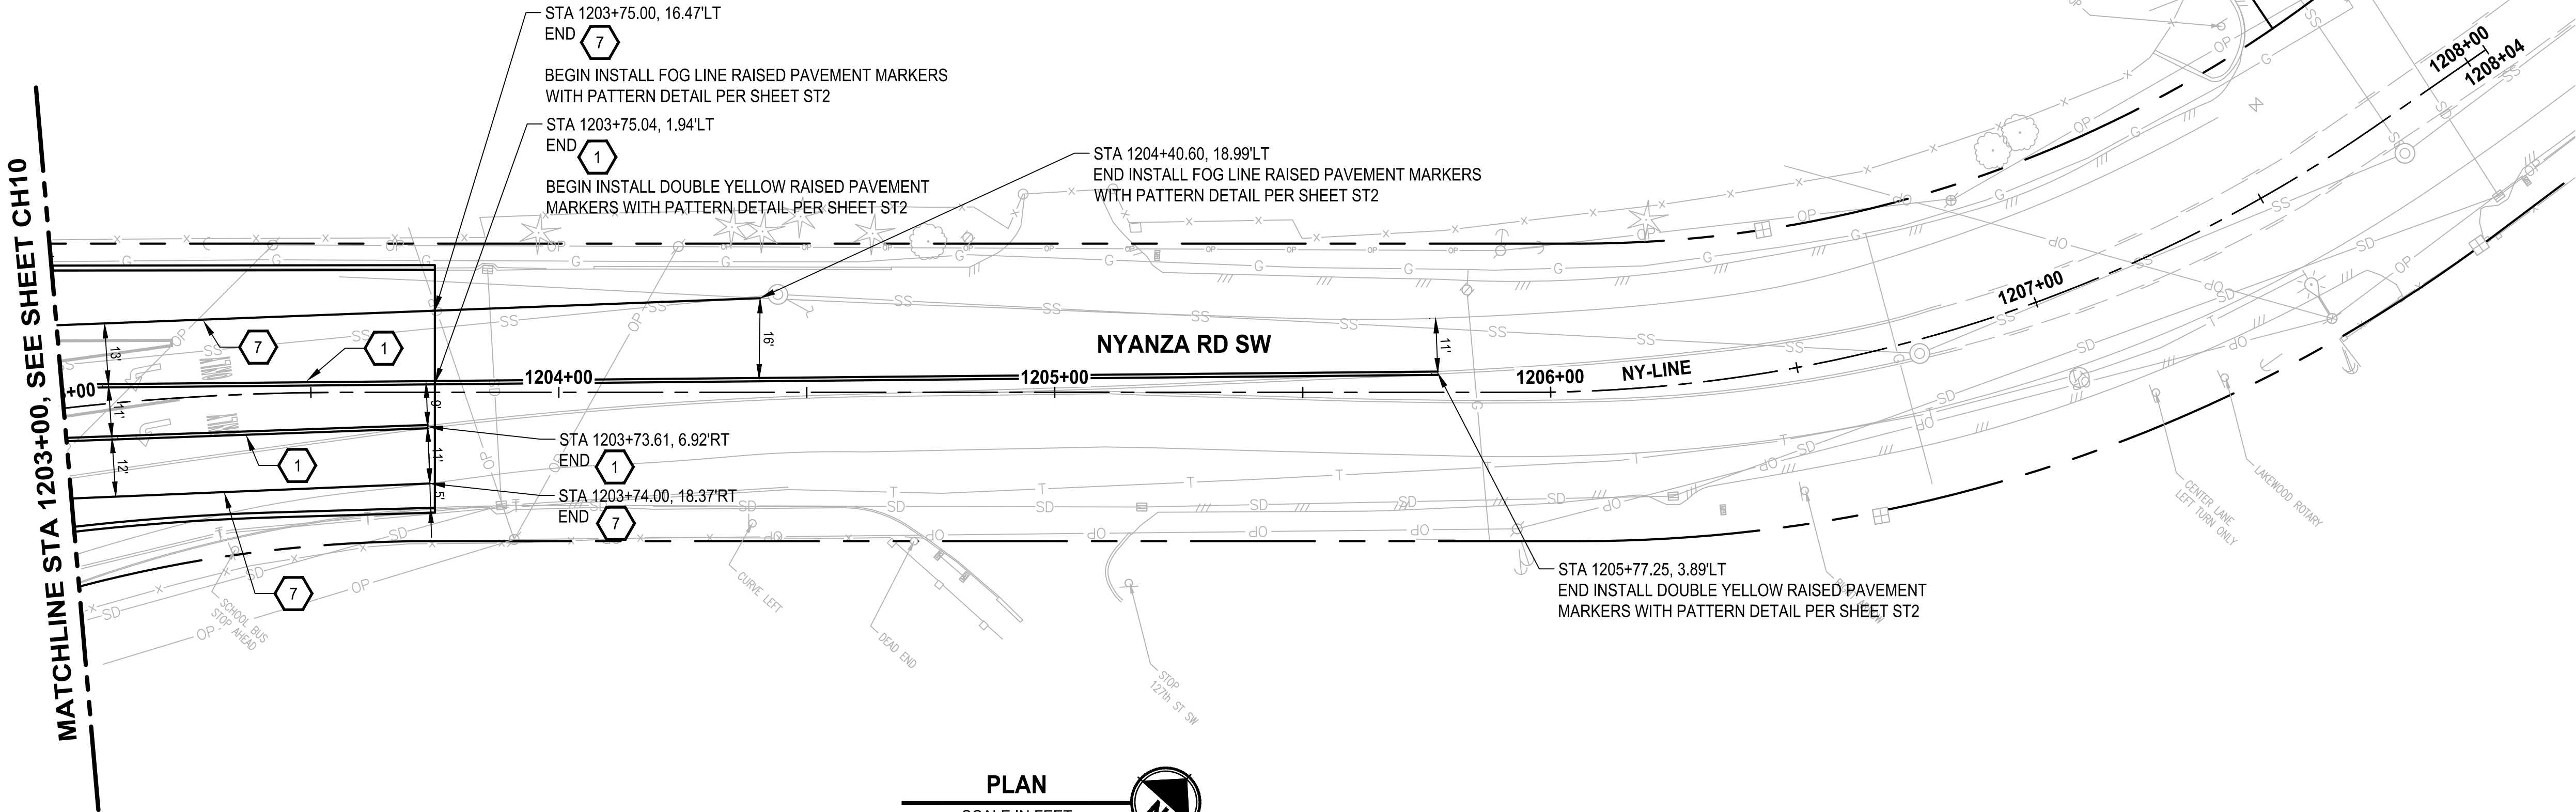 STA 1203+75.00, 16.47'LT
END 7
BEGIN INSTALL FOG LINE RAISED PAVEMENT MARKERS
WITH PATTERN DETAIL PER SHEET ST2
STA 1203+75.04, 1.94'LT
END 1
BEGIN INSTALL DOUBLE YELLOW RAISED PAVEMENT
MARKERS WITH PATTERN DETAIL PER SHEET ST2
STA 1204+40.60, 18.99'LT
END INSTALL FOG LINE RAISED PAVEMENT MARKERS
WITH PATTERN DETAIL PER SHEET ST2
1208+00
1208+04
MATCHLINE STA 1203+00, SEE SHEET CH10
13'
7
1
16'
NYANZA RD SW
11'
1207+00
+00
1204+00
1205+00
1206+00
NY-LINE
11'
9'
12'
1
11'
5'
STA 1203+73.61, 6.92'RT
END 1
STA 1203+74.00, 18.37'RT
END 7
7
SCHOOL BUS
STOP AHEAD
CURVE LEFT
DEAD END
STOP
127th ST SW
STA 1205+77.25, 3.89'LT
END INSTALL DOUBLE YELLOW RAISED PAVEMENT
MARKERS WITH PATTERN DETAIL PER SHEET ST2
CENTER LANE
LEFT TURN ONLY
LAKEWOOD ROTARY
PLAN
SCALE IN FEET